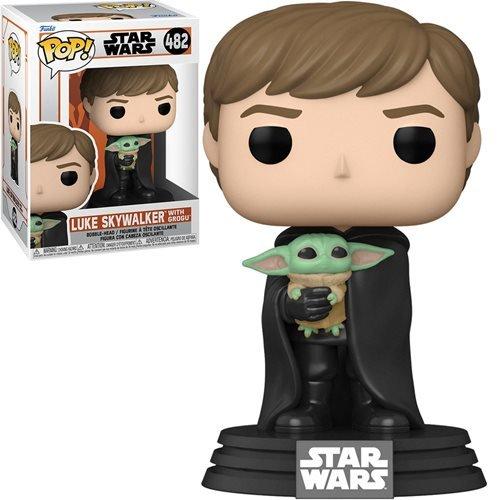 Funko
POP!
STAR
WARS
482
LUKE SKYWALKER WITH GROGU
BOBBLE-HEAD / FIGURINE À TÊTE OSCILLANTE
FIGURA CON CABEZA OSCILANTE
STAR
WARS